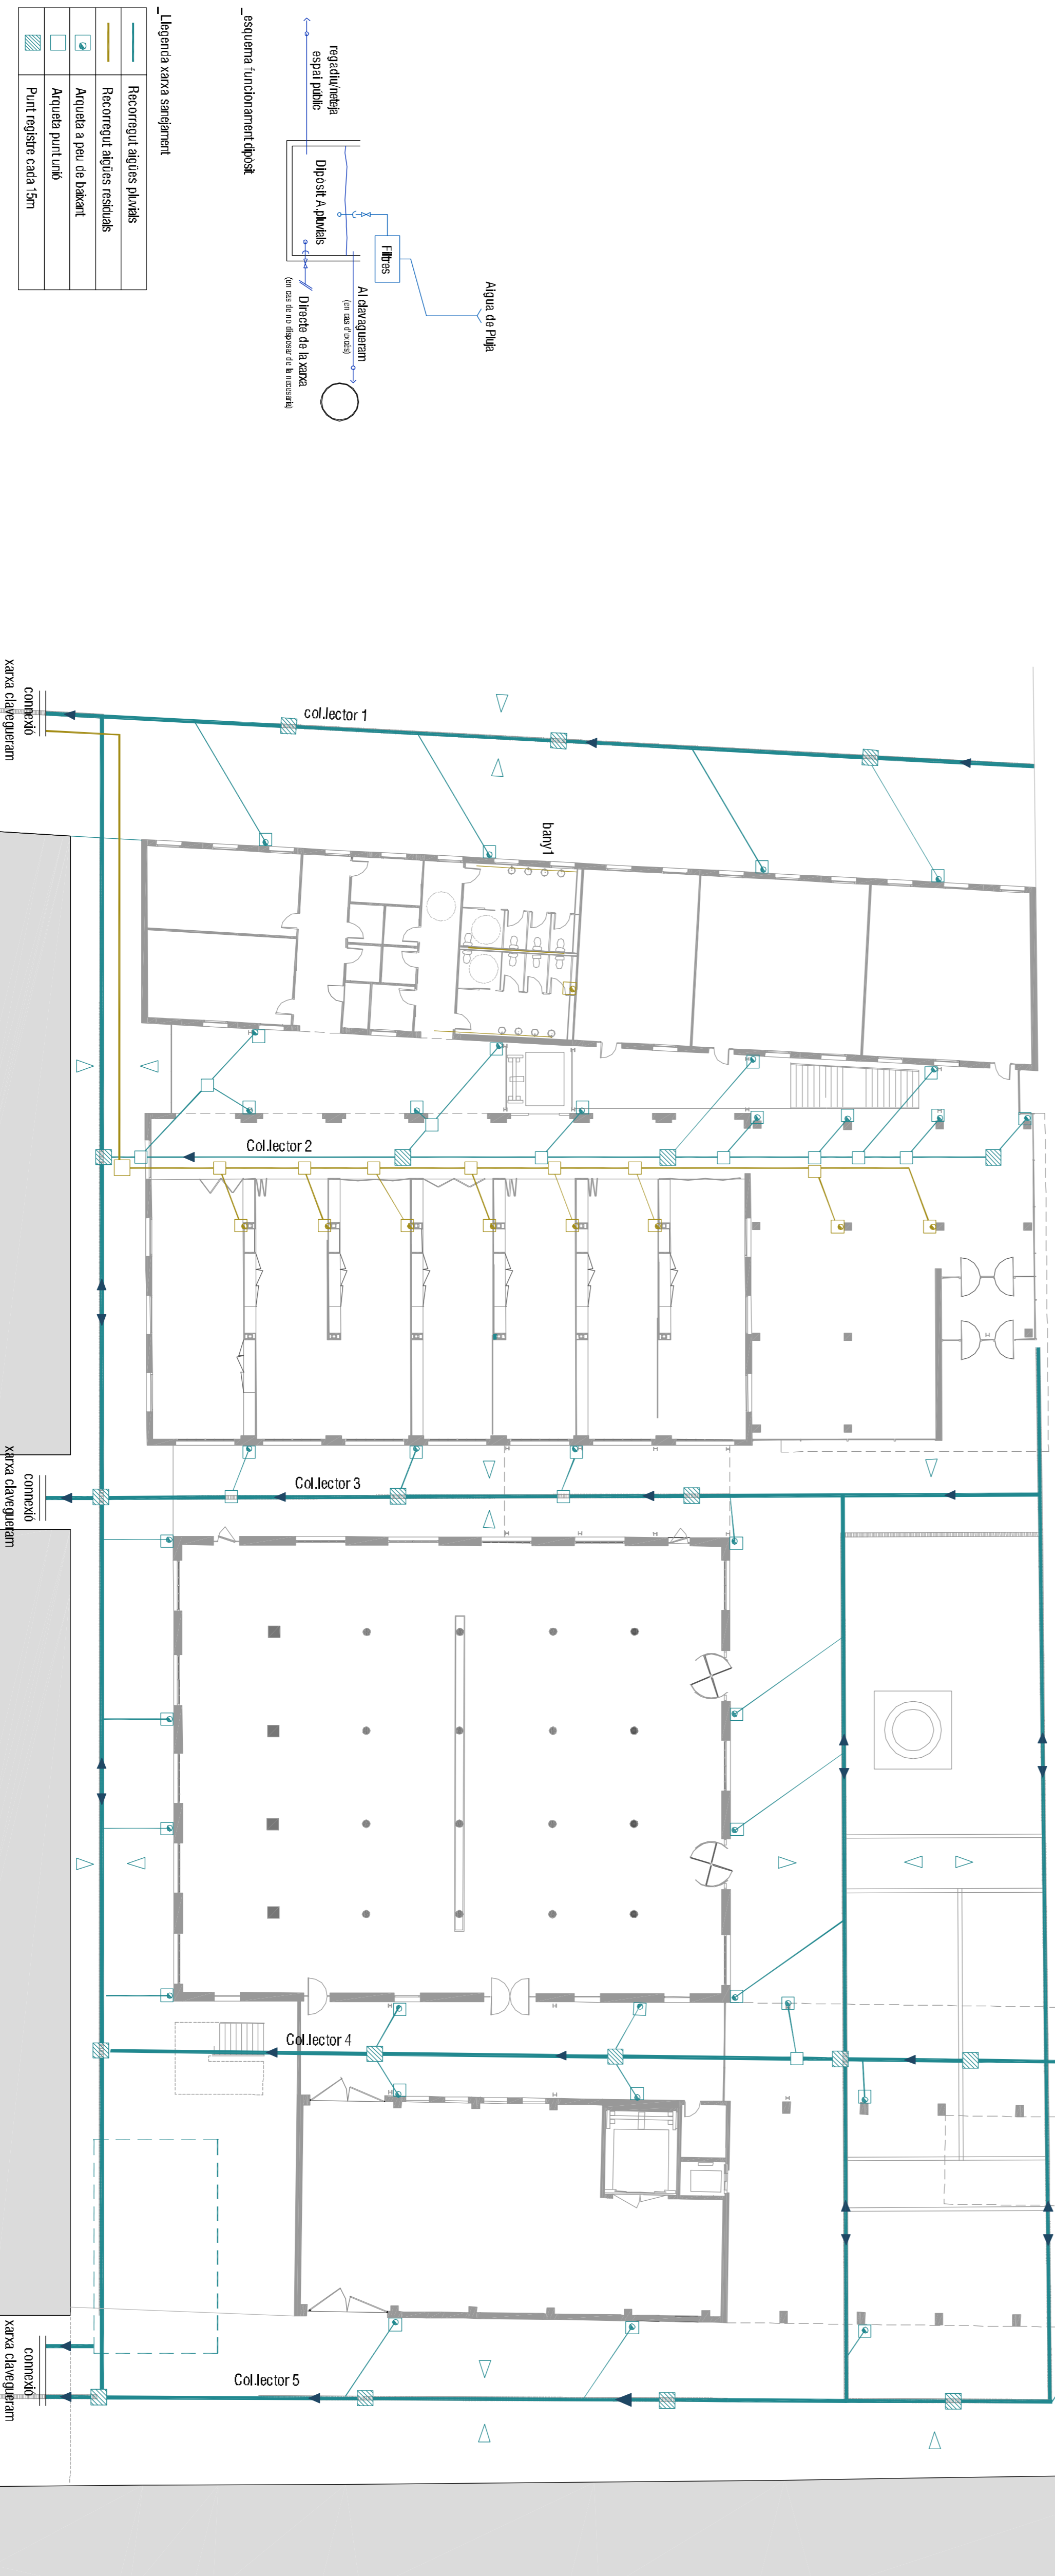 _Llegenda xarxa sanejament
Recorregut aigües pluvials
Recorregut aigües residuals
Arqueta a peu de baixant
Arqueta punt unió
Punt registre cada 15m
_esquema funcionament dipòsit
regadiu/neteja
espai públic
Dipòsit A.pluvials
Filtres
Aigua de Pluja
Al clavagueram
(en cas d'excés)
Directe de la xarxa
(en cas de no disposar de la necesaria)
connexió
xarxa clavegueram
col.lector 1
bany1
Col.lector 2
connexió
xarxa clavegueram
Col.lector 3
Col.lector 4
connexió
xarxa clavegueram
Col.lector 5